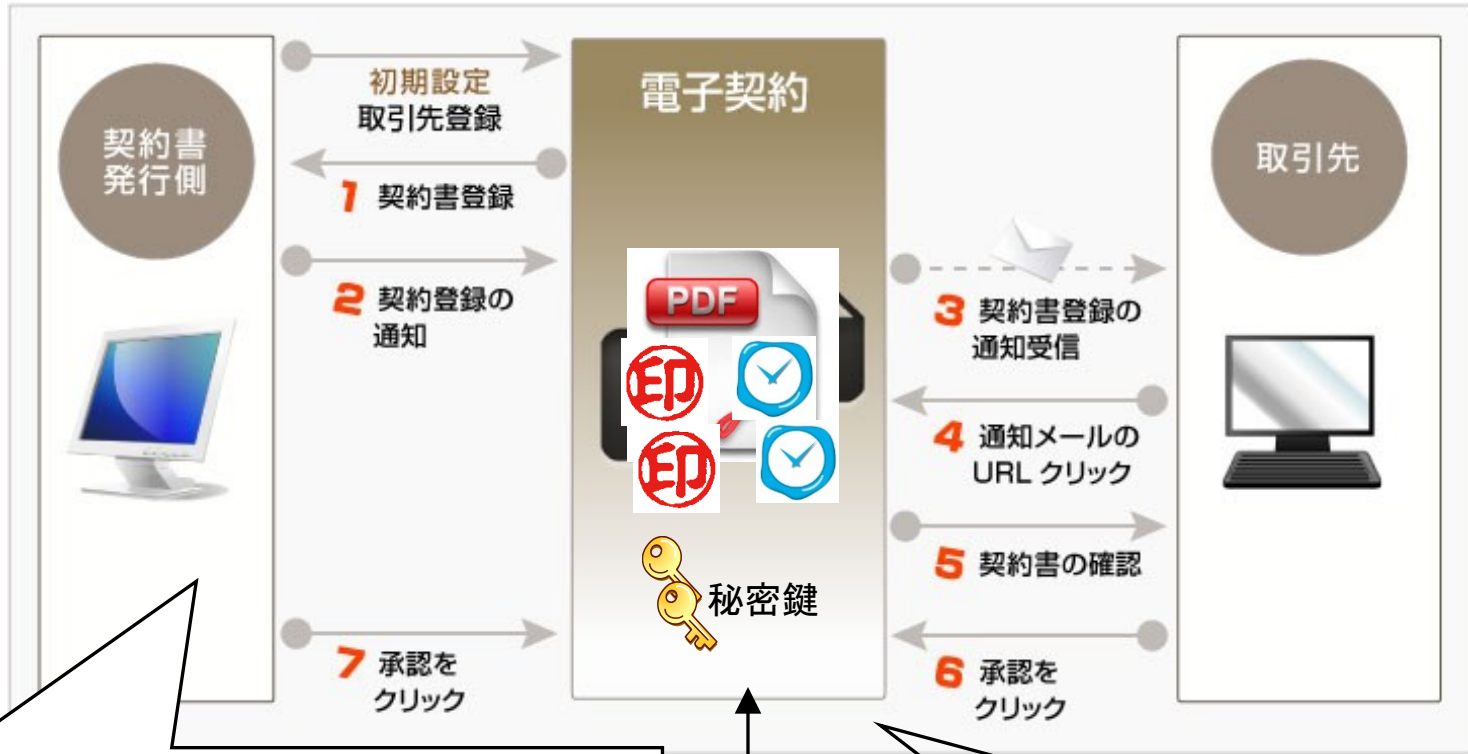 契約書
発行側
初期設定
取引先登録
1 契約書登録
2 契約登録の
通知
7 承認を
クリック
電子契約
PDF
印
印
秘密鍵
3 契約書登録の
通知受信
4 通知メールの
URL クリック
5 契約書の確認
6 承認を
クリック
取引先